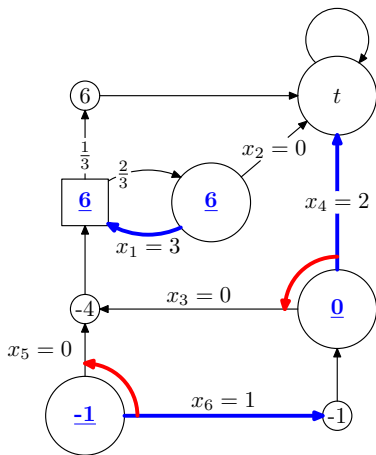 6
t
1/3
2/3
x₂ = 0
6
6
x₄ = 2
x₁ = 3
x₃ = 0
-4
0
x₅ = 0
-1
x₆ = 1
-1